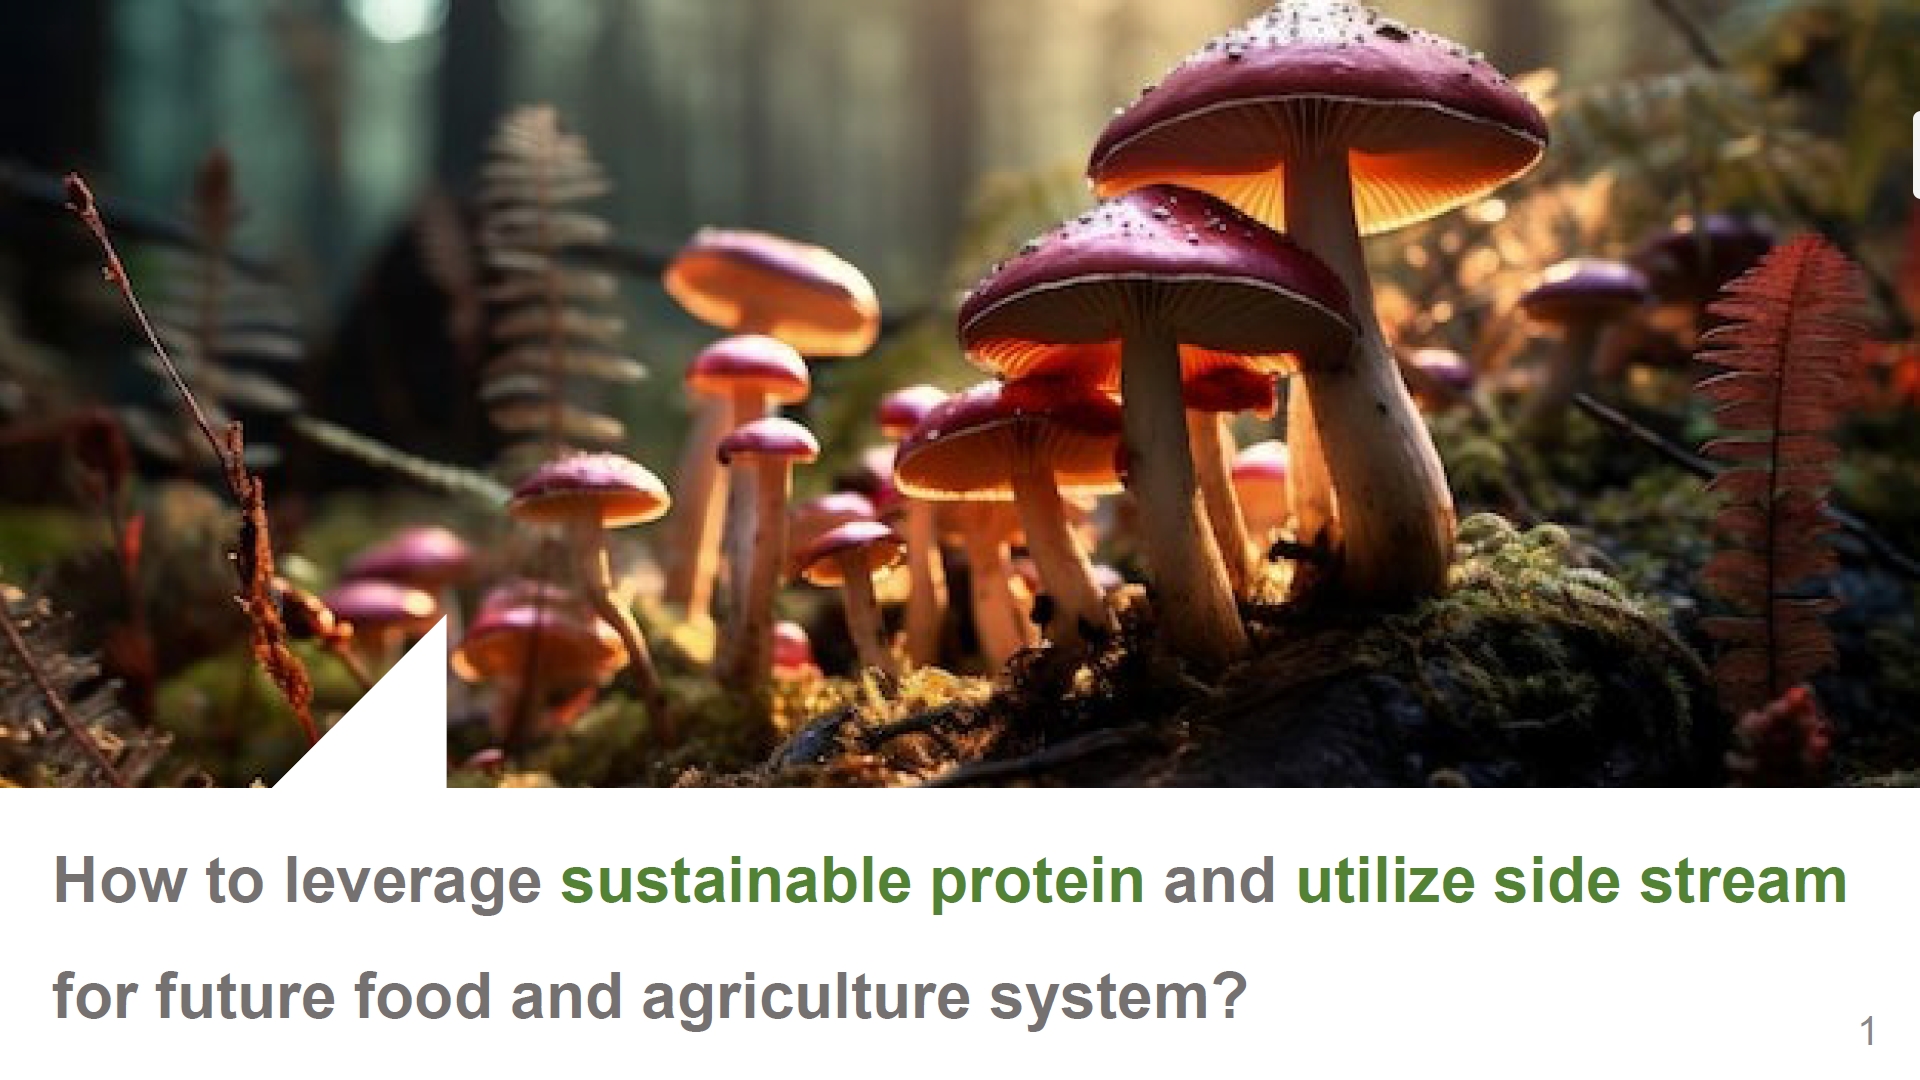 How to leverage sustainable protein and utilize side stream
for future food and agriculture system?
1